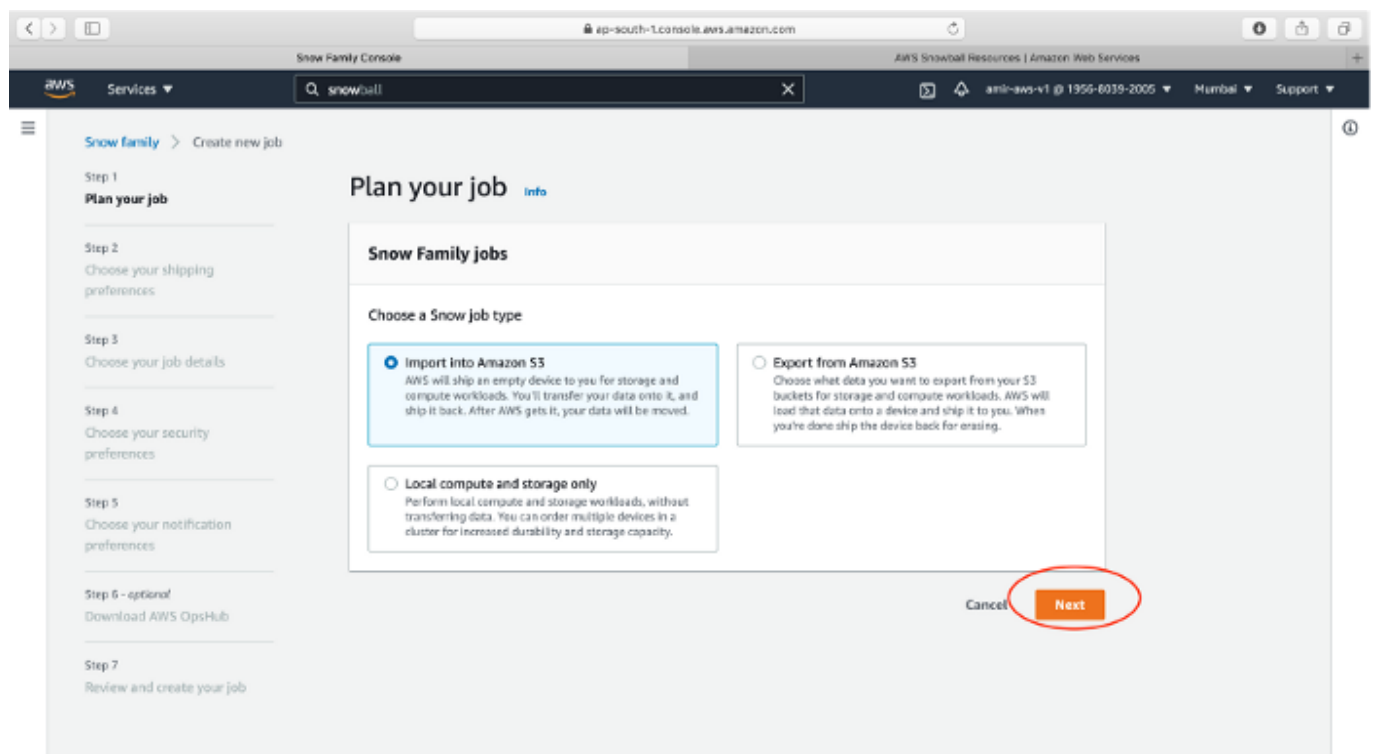 ap-south-1.console.aws.amazon.com
Snow Family Console
AWS Snowball Resources | Amazon Web Services
aws
Services
snowball
amir-aws-v1 @ 1956-6039-2005
Mumbai
Support
Snow family > Create new job
Step 1
Plan your job
Step 2
Choose your shipping
preferences
Step 3
Choose your job details
Step 4
Choose your security
preferences
Step 5
Choose your notification
preferences
Step 6 - optional
Download AWS OpsHub
Step 7
Review and create your job
Plan your job Info
Snow Family jobs
Choose a Snow job type
Import into Amazon S3
AWS will ship an empty device to you for storage and
compute workloads. You'll transfer your data onto it, and
ship it back. After AWS gets it, your data will be moved.
Export from Amazon S3
Choose what data you want to export from your S3
buckets for storage and compute workloads. AWS will
load that data onto a device and ship it to you. When
you're done ship the device back for erasing.
Local compute and storage only
Perform local compute and storage workloads, without
transferring data. You can order multiple devices in a
cluster for increased durability and storage capacity.
Cancel
Next